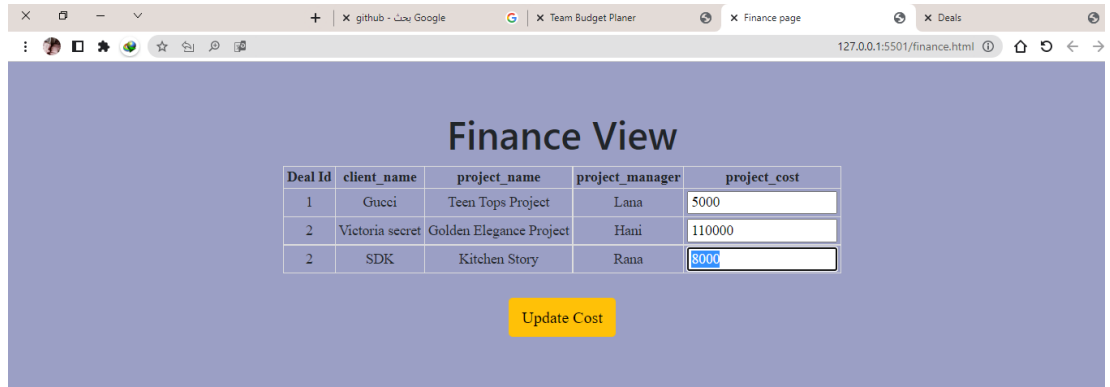 github - بحث Google
Team Budget Planer
Finance page
Deals
127.0.0.1:5501/finance.html
Finance View
Deal Id client_name project_name project_manager project_cost
1 Gucci Teen Tops Project Lana 5000
2 Victoria secret Golden Elegance Project Hani 110000
2 SDK Kitchen Story Rana 8000
Update Cost